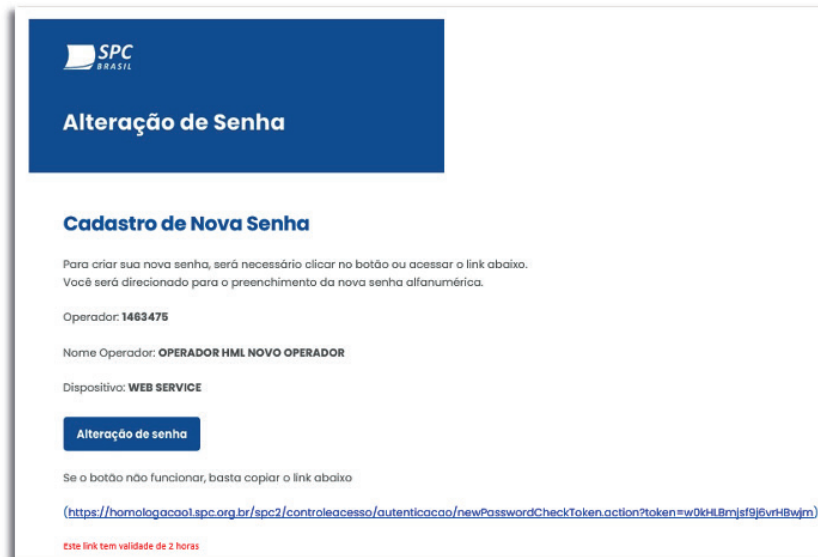 SPC
BRASIL
Alteração de Senha
Cadastro de Nova Senha
Para criar sua nova senha, será necessário clicar no botão ou acessar o link abaixo.
Você será direcionado para o preenchimento da nova senha alfanumérica.
Operador: 1463475
Nome Operador: OPERADOR HML NOVO OPERADOR
Dispositivo: WEB SERVICE
Alteração de senha
Se o botão não funcionar, basta copiar o link abaixo
(https://homologacao1.spc.org.br/spc2/controleacesso/autenticacao/newPasswordCheckToken.action?token=w0kHLBmjsf9j6vrHBwjm)
Este link tem validade de 2 horas